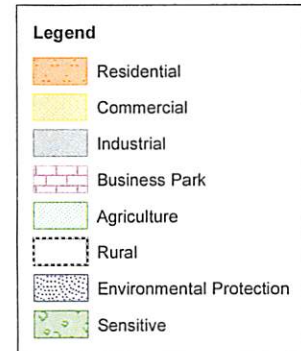 Legend
Residential
Commercial
Industrial
Business Park
Agriculture
Rural
Environmental Protection
Sensitive